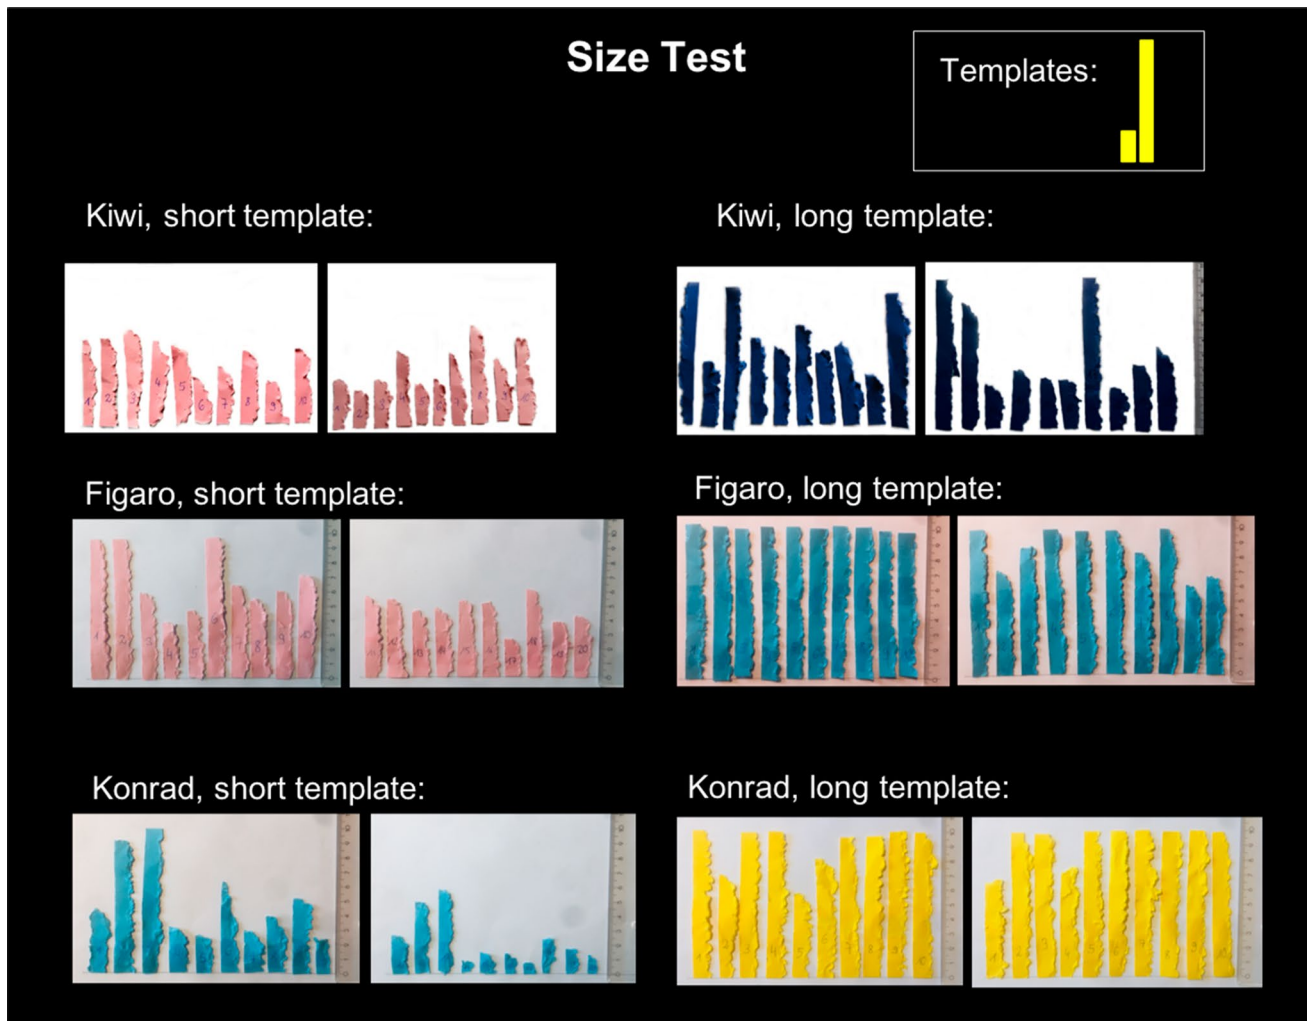 Size Test
Templates:
Kiwi, short template:
Kiwi, long template:
Figaro, short template:
Figaro, long template:
Konrad, short template:
Konrad, long template: